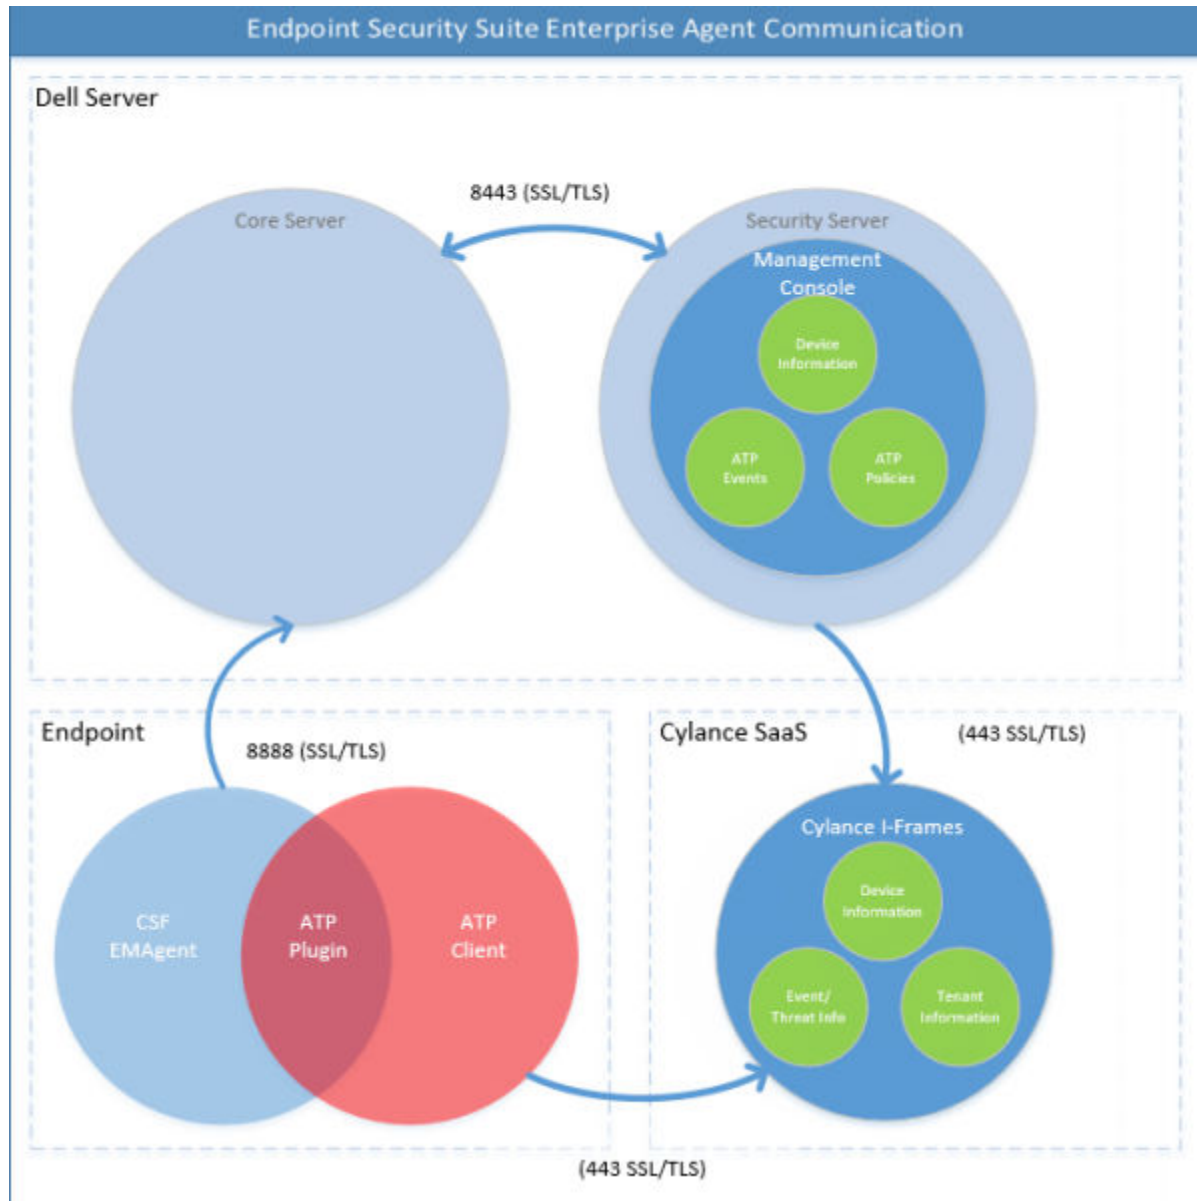 Endpoint Security Suite Enterprise Agent Communication
Dell Server
8443 (SSL/TLS)
Core Server
Security Server
Management
Console
Device
Information
ATP
Events
ATP
Policies
Endpoint
8888 (SSL/TLS)
Cylance SaaS
(443 SSL/TLS)
CSF
EMAgent
ATP
Plugin
ATP
Client
Cylance I-Frames
Device
Information
Event/
Threat Info
Tenant
Information
(443 SSL/TLS)